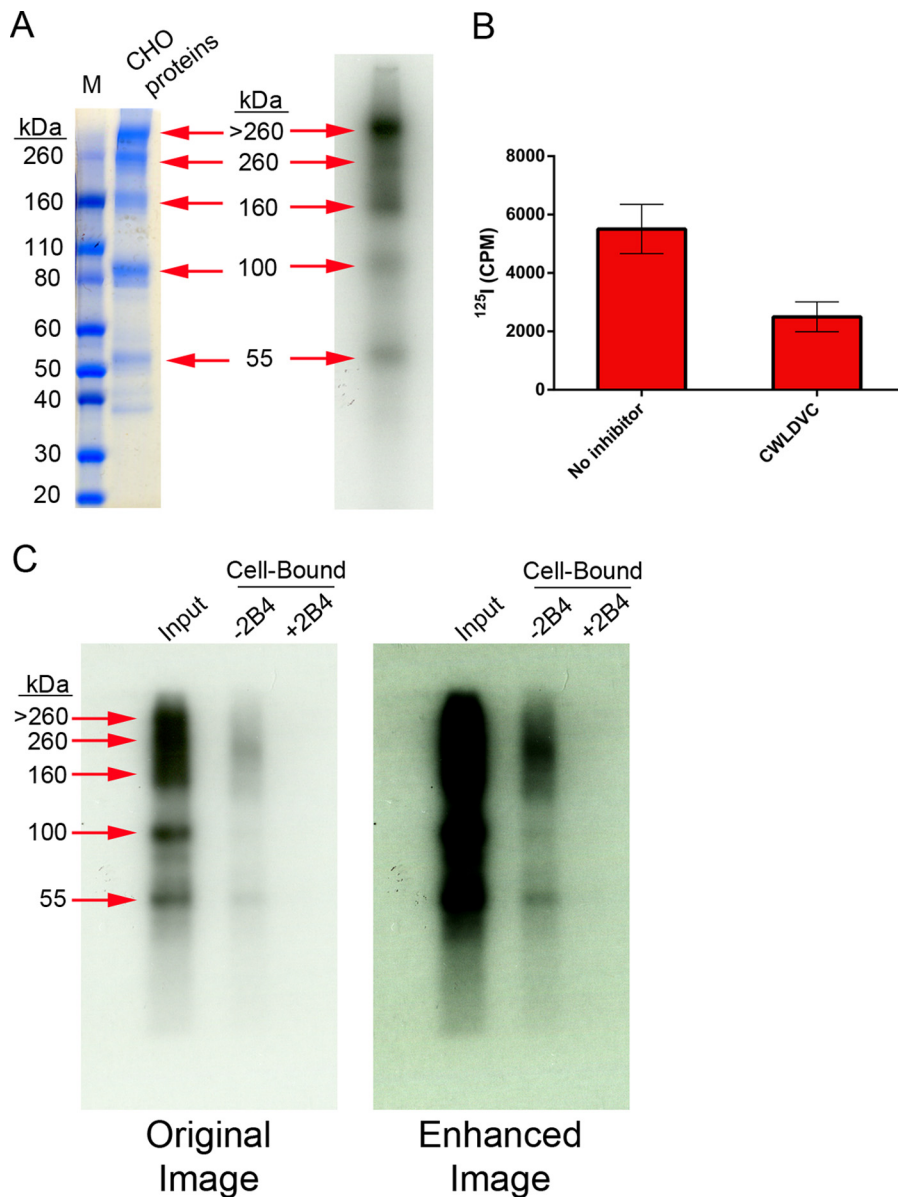 A
M
CHO
proteins
kDa
260
160
110
80
60
50
40
30
20
kDa
>260
260
160
100
55
B
8000
6000
4000
2000
0
¹²⁵I (CPM)
No inhibitor
CWLDVC
C
Cell-Bound
Input
-2B4
+2B4
Cell-Bound
Input
-2B4
+2B4
kDa
>260
260
160
100
55
Original
Image
Enhanced
Image